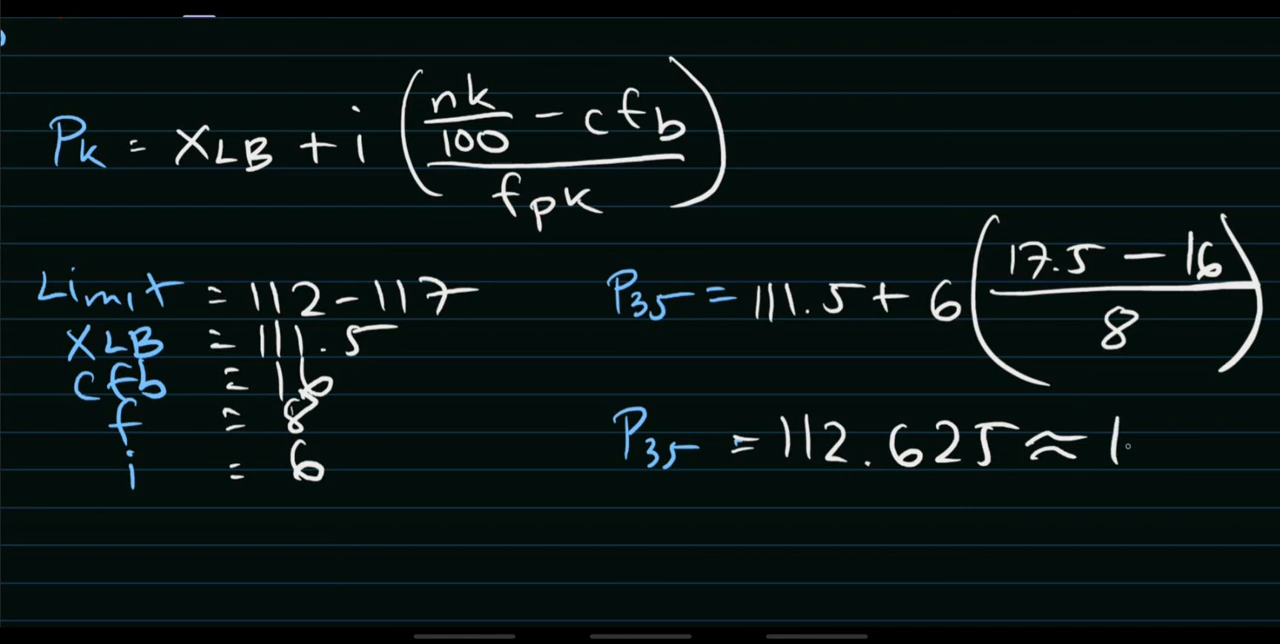 Pk = XLB + i ( (nk/100 - cfb) / fpk )
Limit = 112 - 117
XLB = 111.5
cfb = 16
f = 8
i = 6
P35 = 111.5 + 6 ( (17.5 - 16) / 8 )
P35 = 112.625 ≈ 1